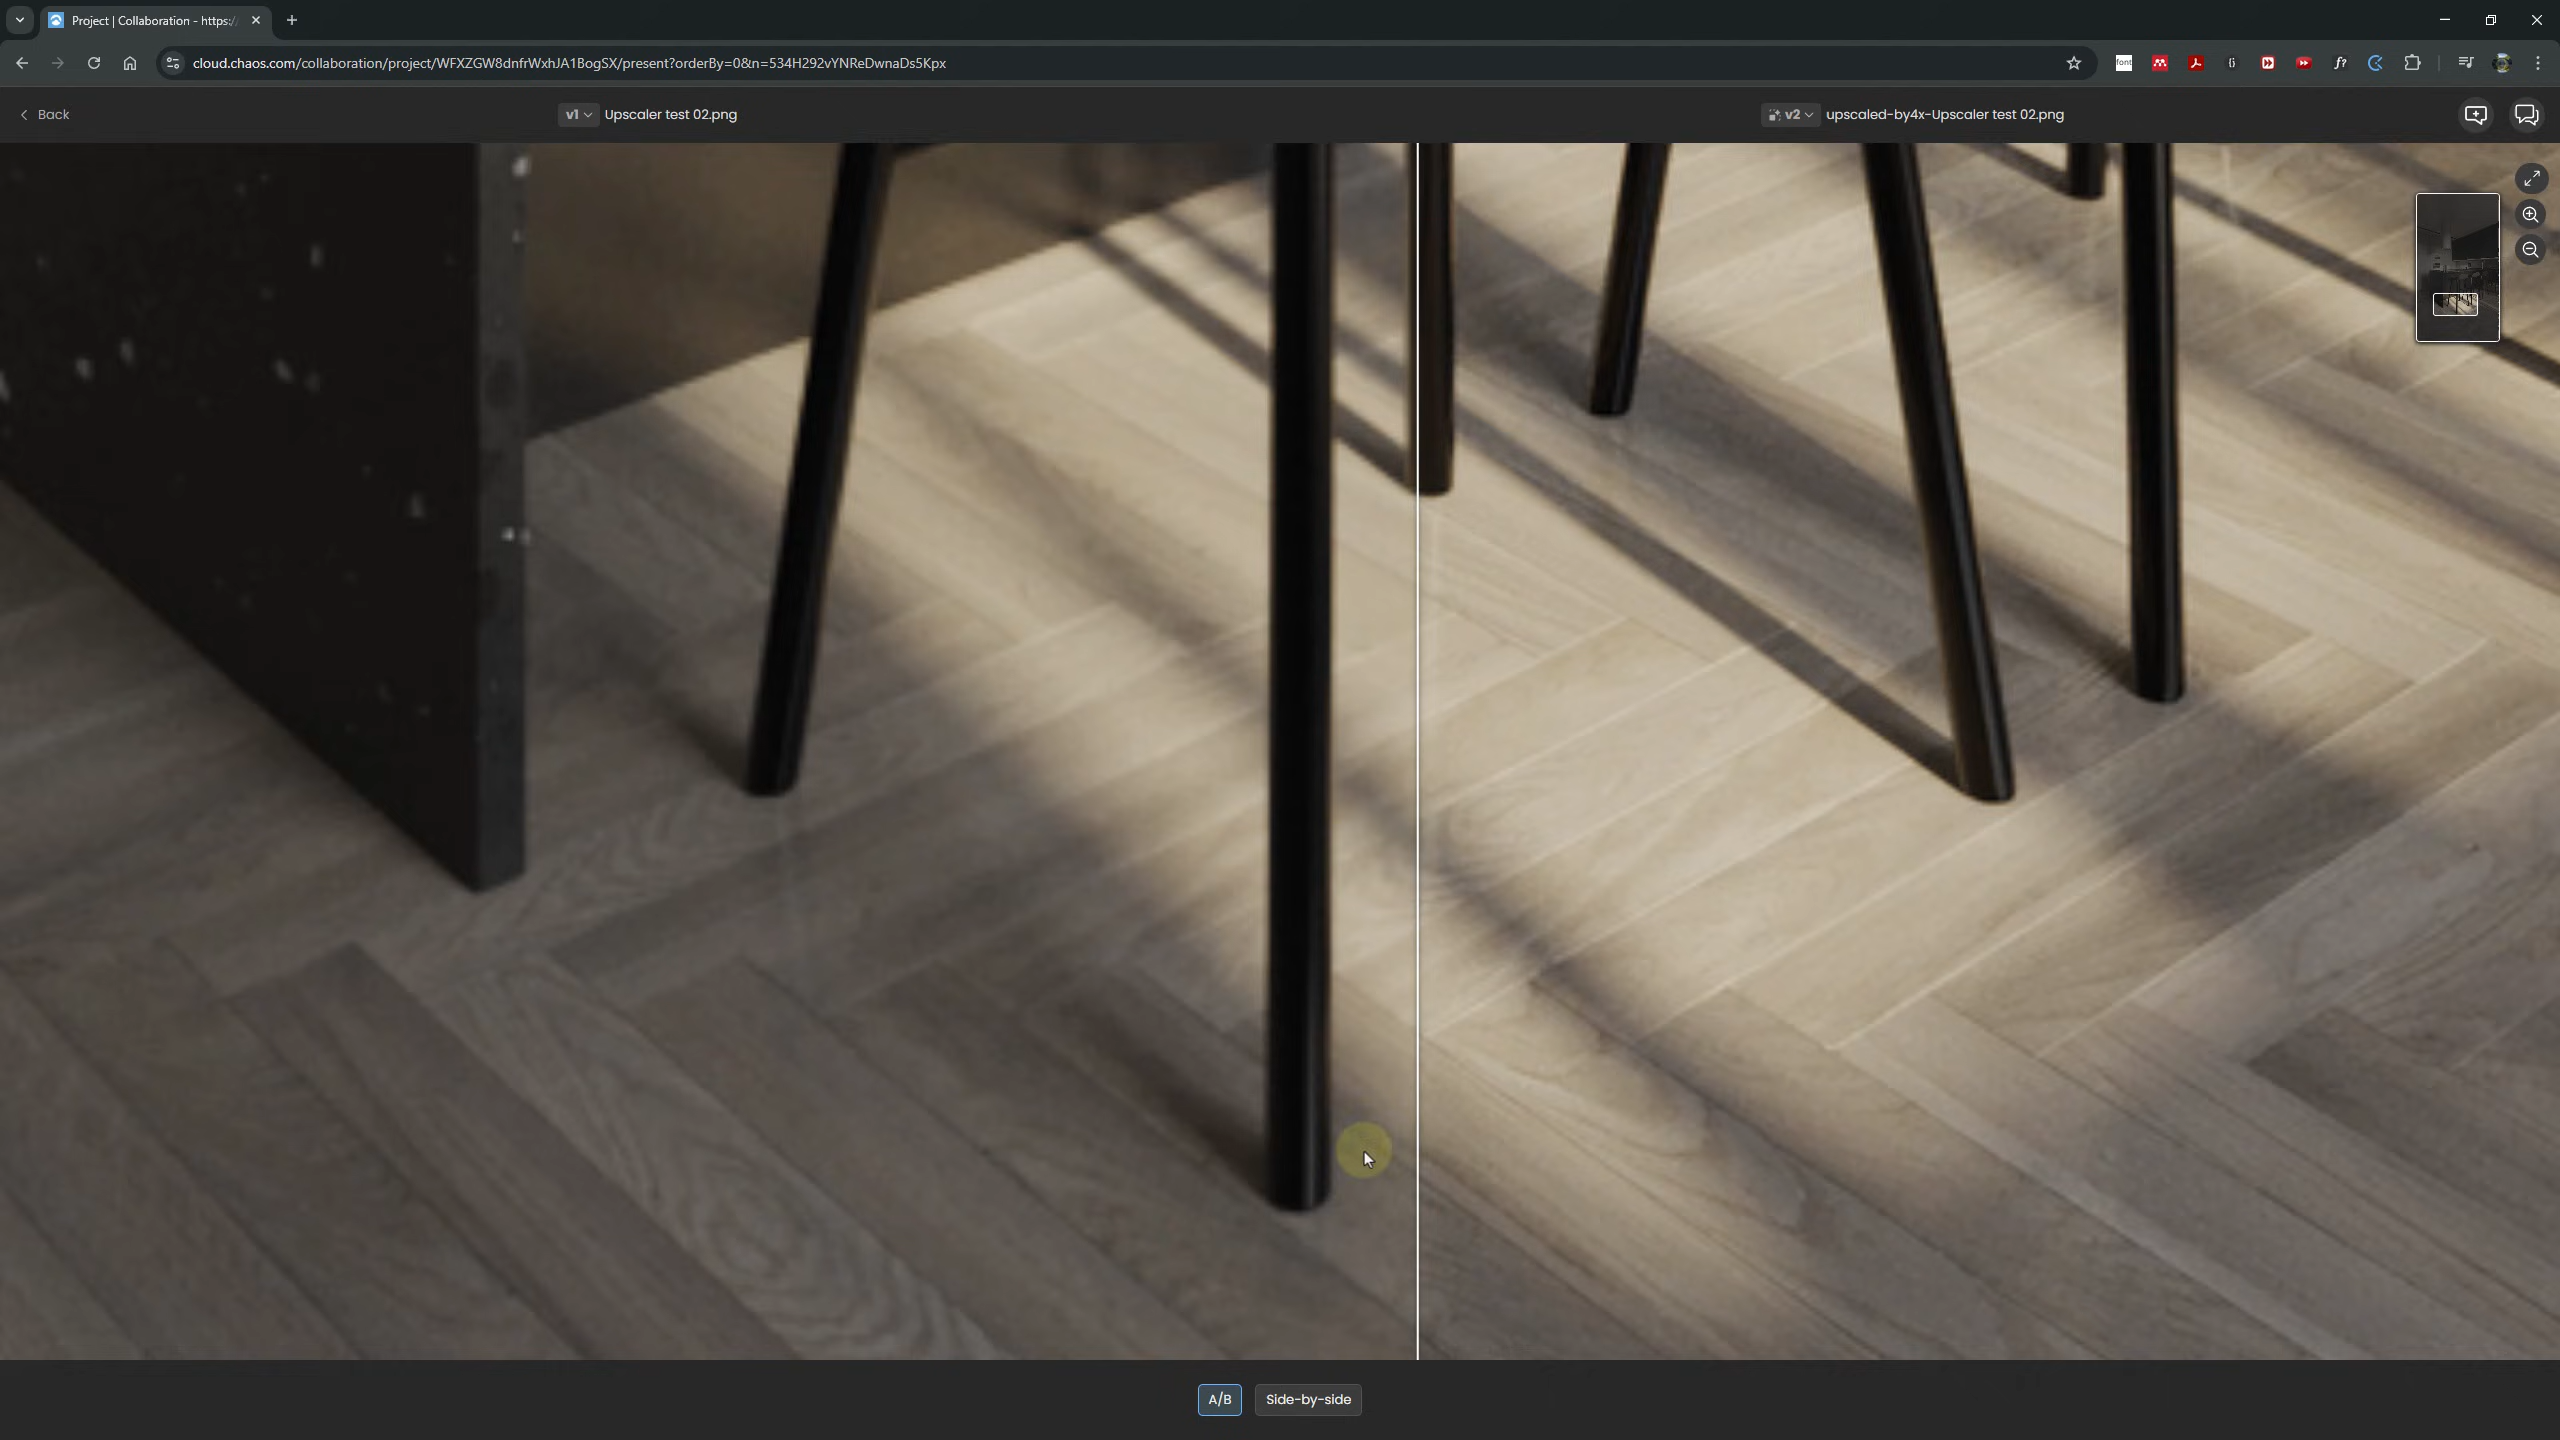 Project | Collaboration - https:/
cloud.chaos.com/collaboration/project/WFXZGW8dnfrWxhJA1BogSX/present?orderBy=0&n=534H292vYNReDwnaDs5Kpx
font
f?
Back
v1
Upscaler test 02.png
v2
upscaled-by4x-Upscaler test 02.png
A/B
Side-by-side